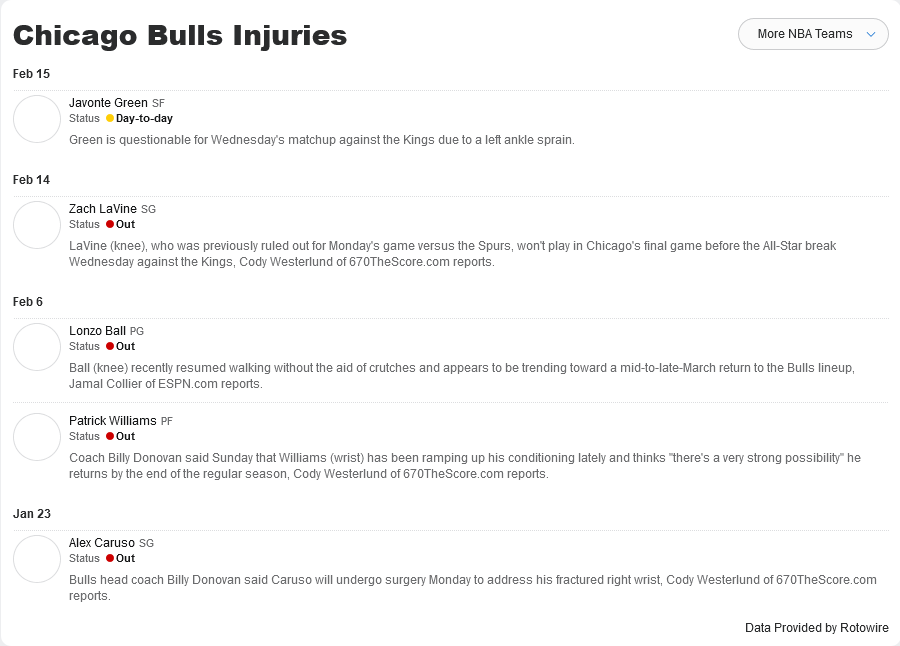 Chicago Bulls Injuries
More NBA Teams
Feb 15
Javonte Green SF
Status Day-to-day
Green is questionable for Wednesday's matchup against the Kings due to a left ankle sprain.
Feb 14
Zach LaVine SG
Status Out
LaVine (knee), who was previously ruled out for Monday's game versus the Spurs, won't play in Chicago's final game before the All-Star break
Wednesday against the Kings, Cody Westerlund of 670TheScore.com reports.
Feb 6
Lonzo Ball PG
Status Out
Ball (knee) recently resumed walking without the aid of crutches and appears to be trending toward a mid-to-late-March return to the Bulls lineup,
Jamal Collier of ESPN.com reports.
Patrick Williams PF
Status Out
Coach Billy Donovan said Sunday that Williams (wrist) has been ramping up his conditioning lately and thinks "there's a very strong possibility" he
returns by the end of the regular season, Cody Westerlund of 670TheScore.com reports.
Jan 23
Alex Caruso SG
Status Out
Bulls head coach Billy Donovan said Caruso will undergo surgery Monday to address his fractured right wrist, Cody Westerlund of 670TheScore.com
reports.
Data Provided by Rotowire